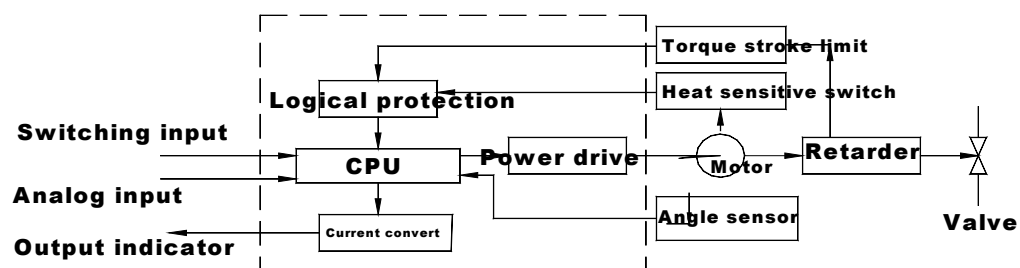 Torque stroke limit
Logical protection
Heat sensitive switch
Switching input
CPU
Power drive
Motor
Retarder
Analog input
Angle sensor
Valve
Output indicator
Current convert